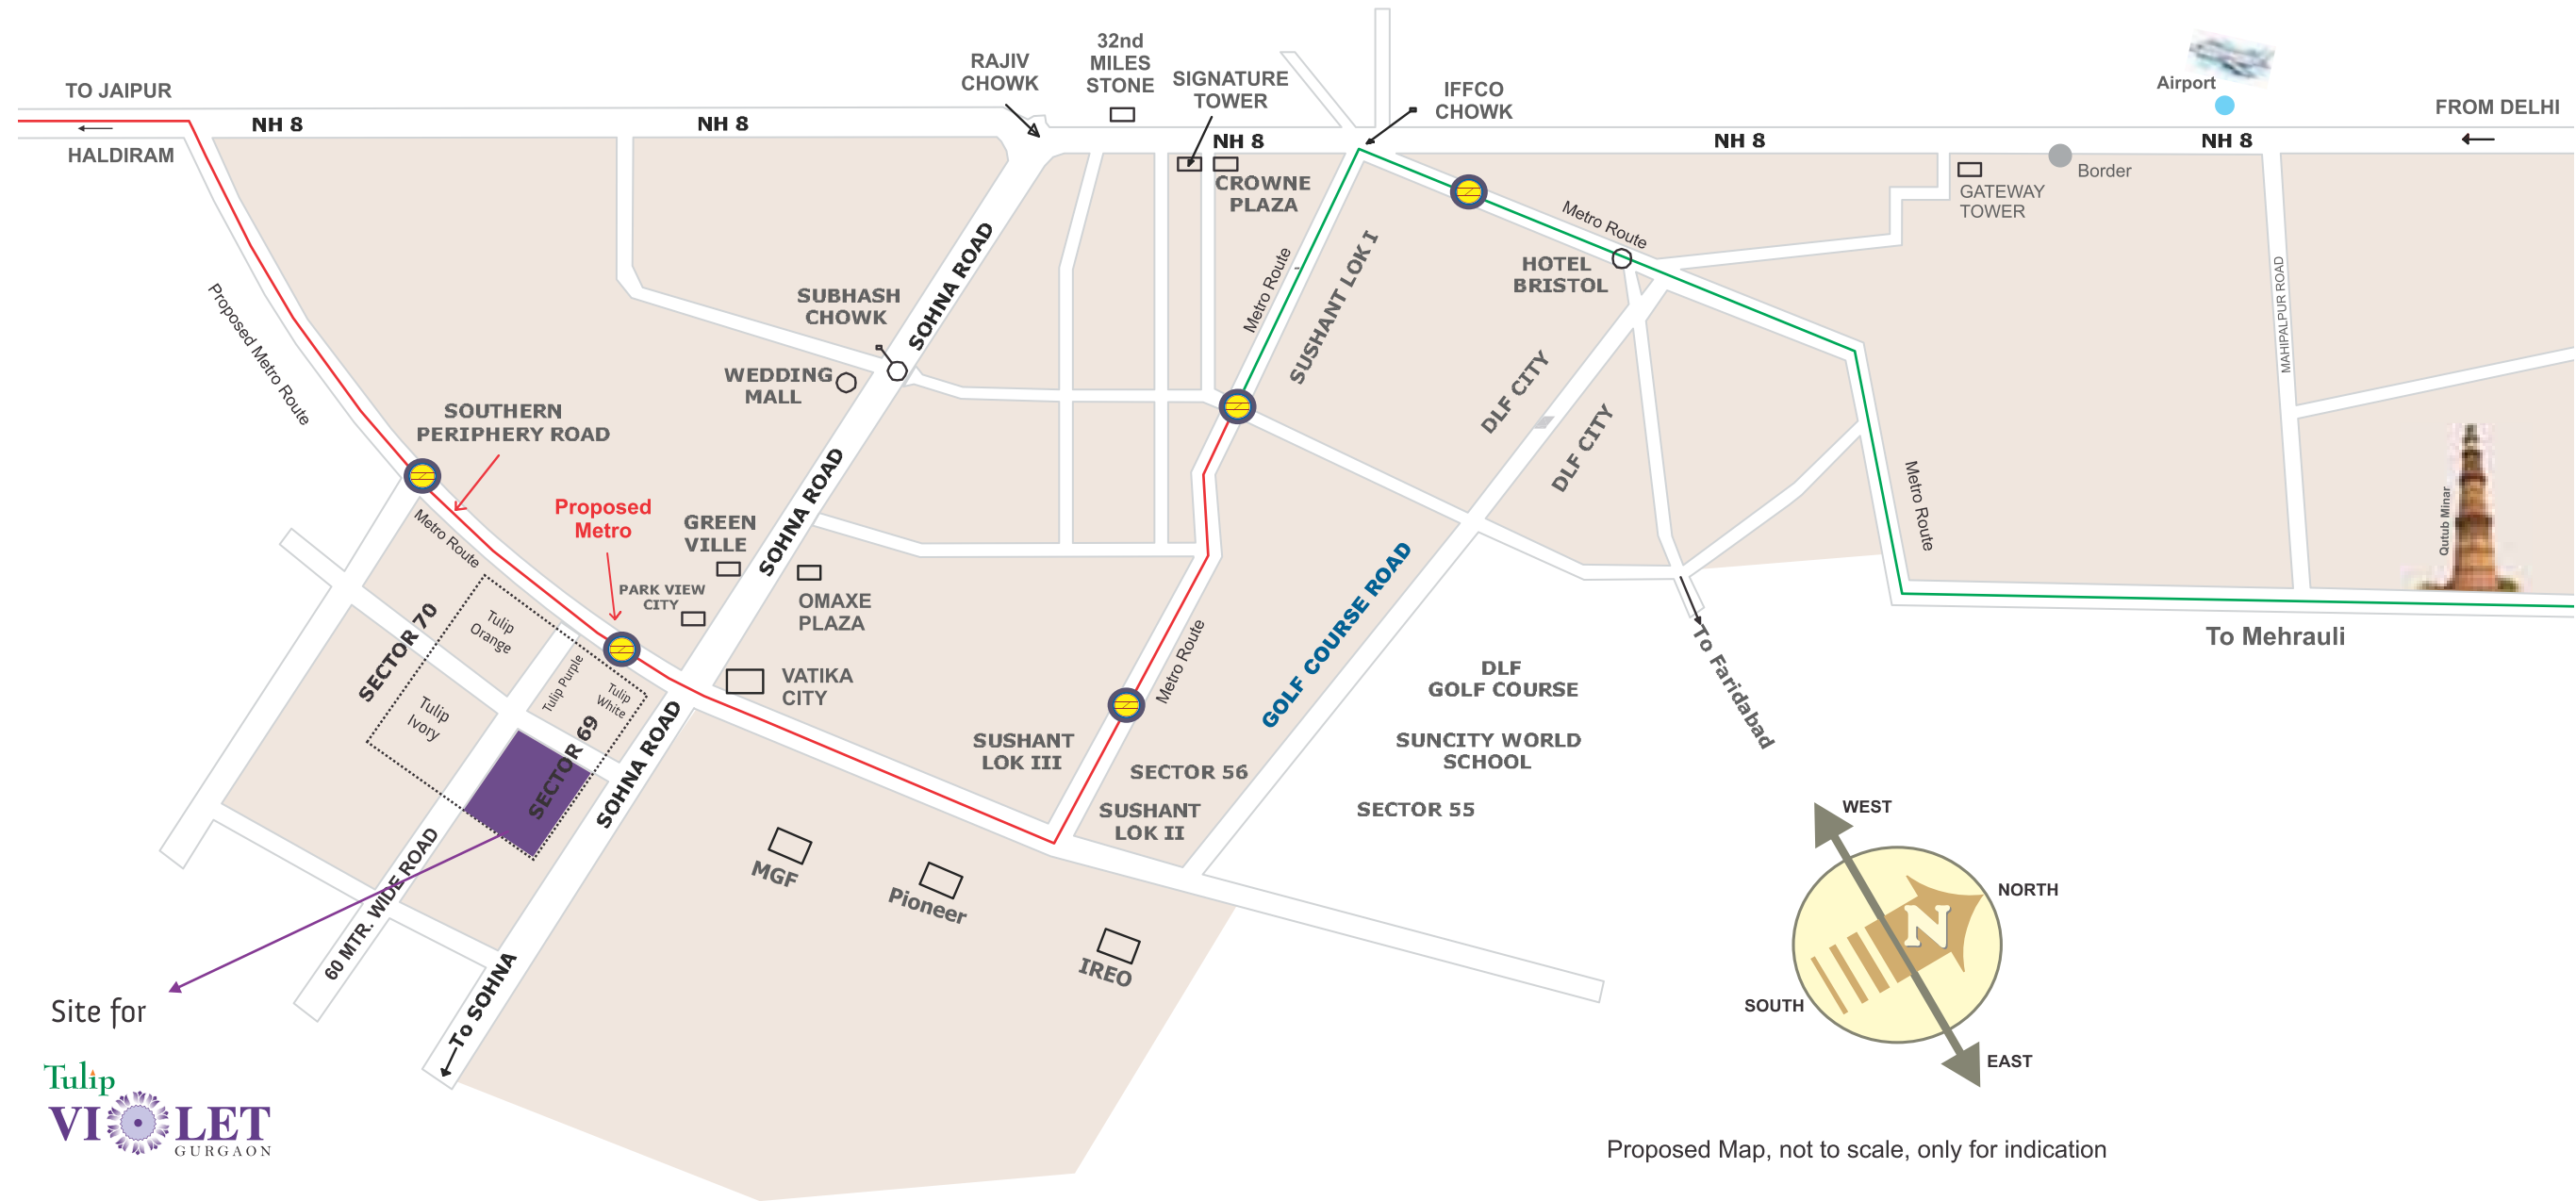 TO JAIPUR
HALDIRAM
NH 8
NH 8
RAJIV
CHOWK
32nd
MILES
STONE
SIGNATURE
TOWER
NH 8
CROWNE
PLAZA
IFFCO
CHOWK
NH 8
Airport
FROM DELHI
NH 8
Border
GATEWAY
TOWER
Metro Route
HOTEL
BRISTOL
MAHIPALPUR ROAD
Metro Route
SUSHANT LOK I
SOHNA ROAD
SUBHASH
CHOWK
WEDDING
MALL
Proposed Metro Route
SOUTHERN
PERIPHERY ROAD
DLF CITY
DLF CITY
Metro Route
Qutub Minar
SOHNA ROAD
Proposed
Metro
GREEN
VILLE
Metro Route
PARK VIEW
CITY
OMAXE
PLAZA
GOLF COURSE ROAD
To Mehrauli
To Faridabad
SECTOR 70
Tulip
Orange
Tulip Purple
Tulip
White
Tulip
Ivory
SECTOR 69
VATIKA
CITY
Metro Route
DLF
GOLF COURSE
SOHNA ROAD
SUSHANT
LOK III
SECTOR 56
SUNCITY WORLD
SCHOOL
SUSHANT
LOK II
SECTOR 55
MGF
Pioneer
IREO
60 MTR. WIDE ROAD
To SOHNA
WEST
NORTH
N
SOUTH
EAST
Site for
Tulip
VIOLET
GURGAON
Proposed Map, not to scale, only for indication